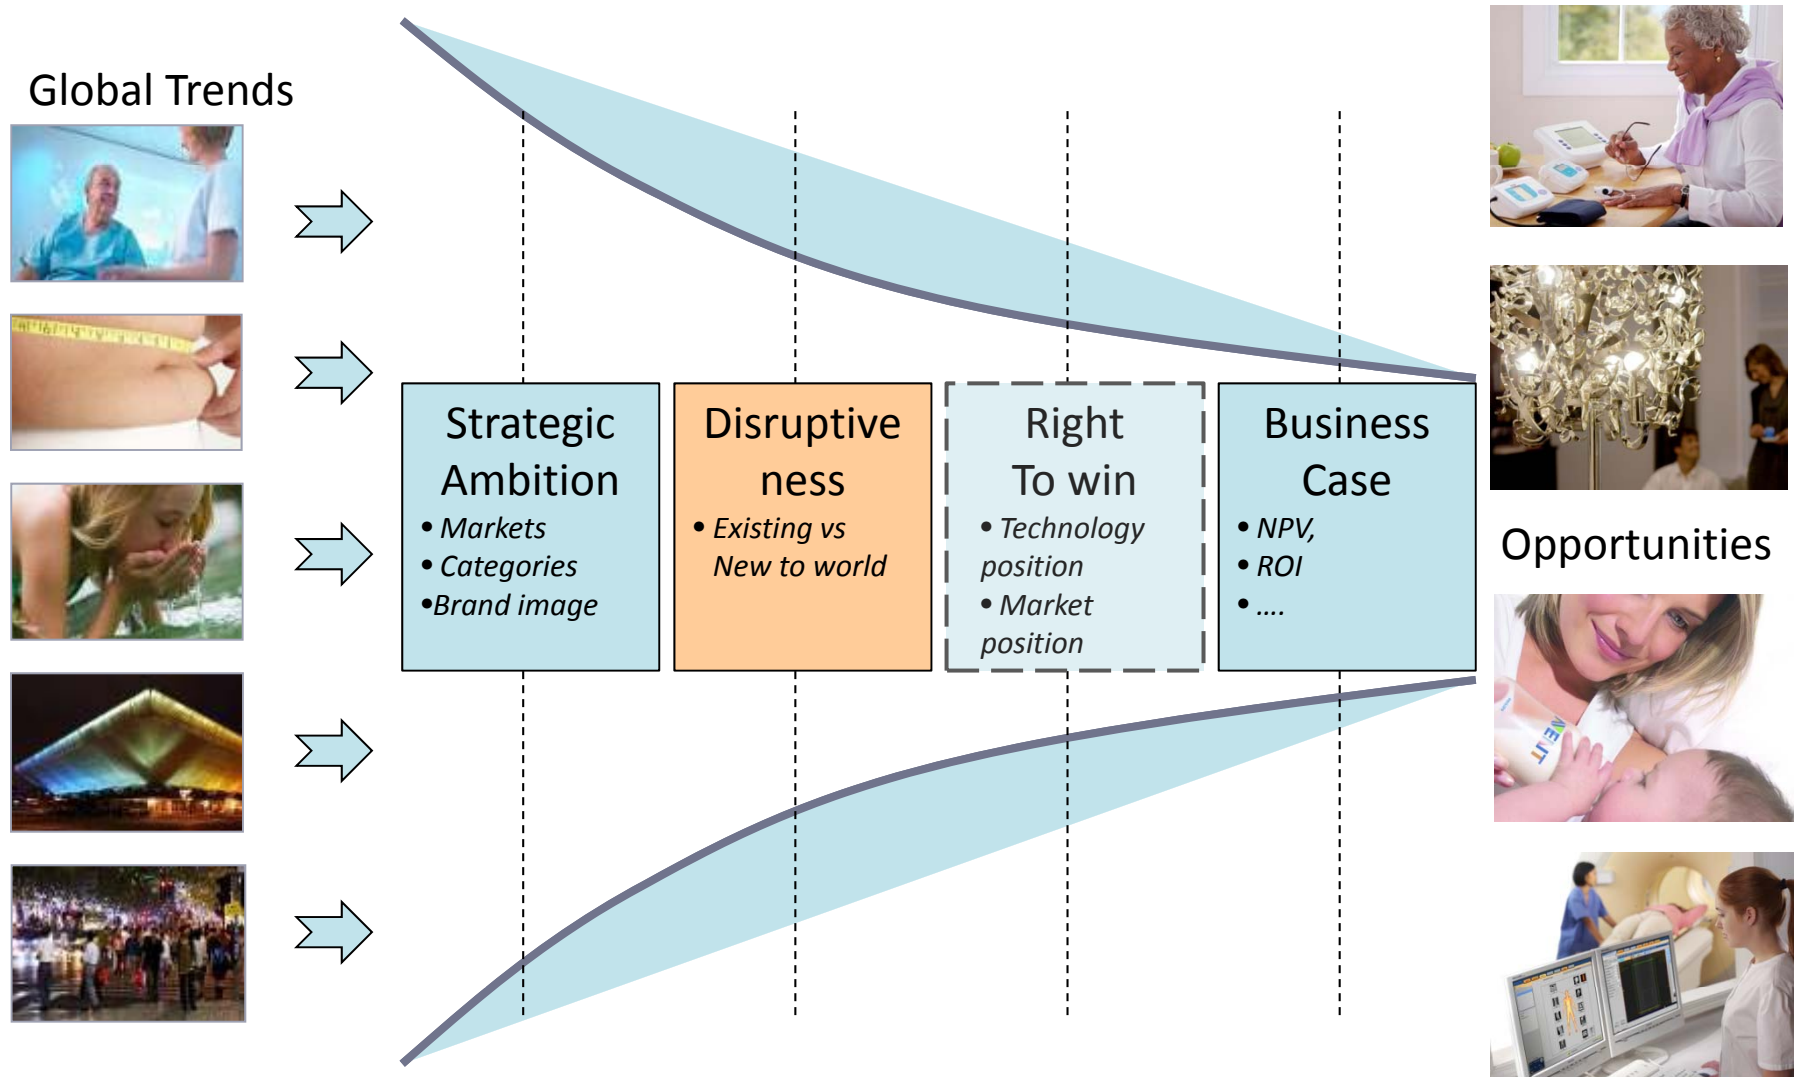 Global Trends
Strategic
Ambition
• Markets
• Categories
•Brand image
Disruptive
ness
• Existing vs
New to world
Right
To win
• Technology
position
• Market
position
Business
Case
• NPV,
• ROI
• ....
Opportunities
AVENT